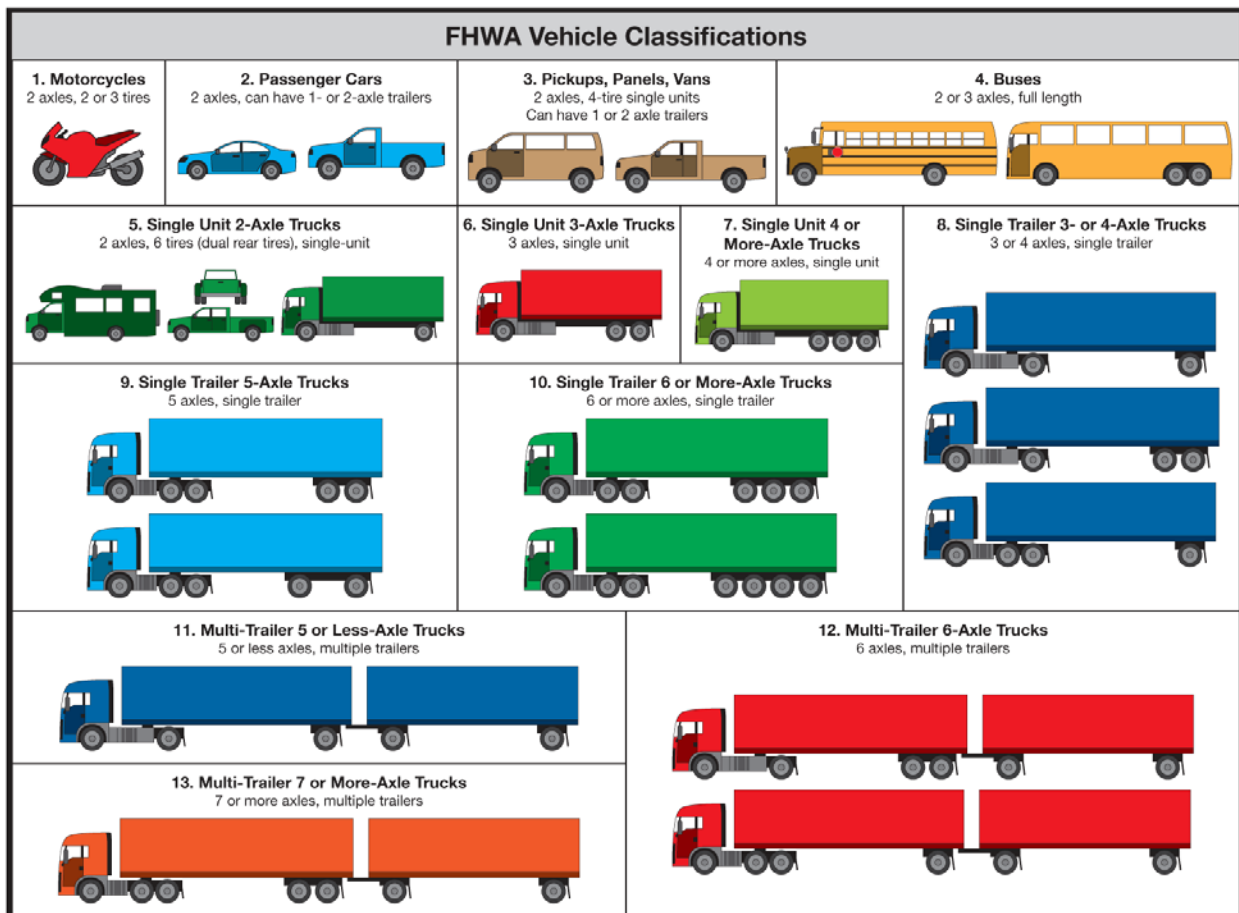 FHWA Vehicle Classifications
1. Motorcycles
2 axles, 2 or 3 tires
2. Passenger Cars
2 axles, can have 1- or 2-axle trailers
3. Pickups, Panels, Vans
2 axles, 4-tire single units
Can have 1 or 2 axle trailers
4. Buses
2 or 3 axles, full length
5. Single Unit 2-Axle Trucks
2 axles, 6 tires (dual rear tires), single-unit
6. Single Unit 3-Axle Trucks
3 axles, single unit
7. Single Unit 4 or
More-Axle Trucks
4 or more axles, single unit
8. Single Trailer 3- or 4-Axle Trucks
3 or 4 axles, single trailer
9. Single Trailer 5-Axle Trucks
5 axles, single trailer
10. Single Trailer 6 or More-Axle Trucks
6 or more axles, single trailer
11. Multi-Trailer 5 or Less-Axle Trucks
5 or less axles, multiple trailers
12. Multi-Trailer 6-Axle Trucks
6 axles, multiple trailers
13. Multi-Trailer 7 or More-Axle Trucks
7 or more axles, multiple trailers